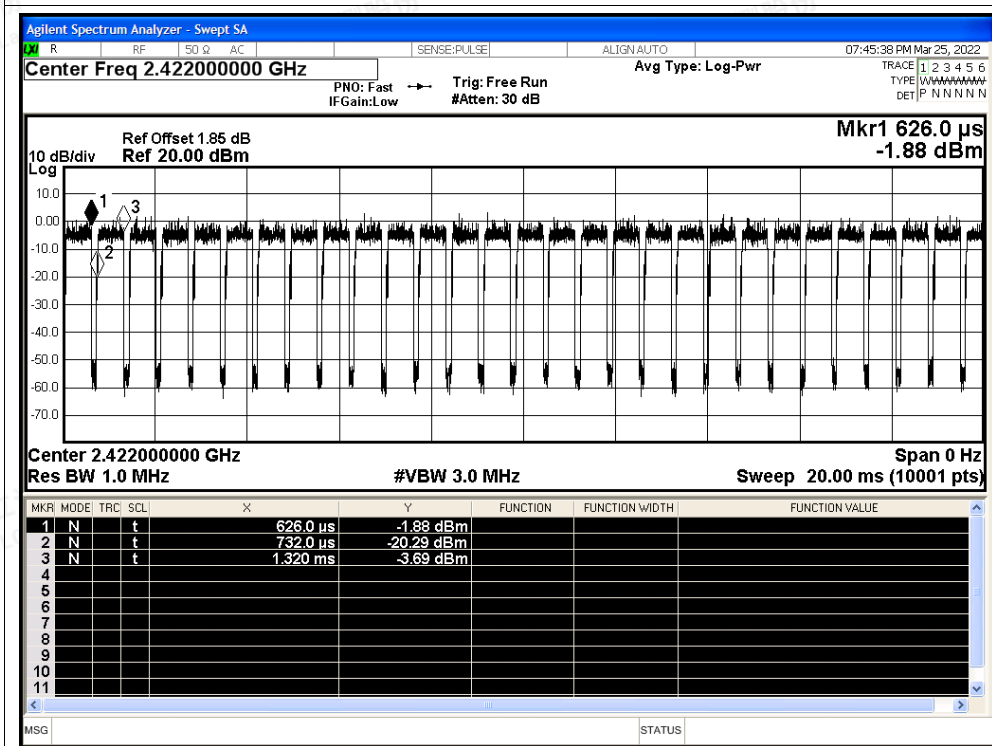 Agilent Spectrum Analyzer - Swept SA
LXI R RF 50 Ω AC SENSE:PULSE ALIGN AUTO 07:45:38 PM Mar 25, 2022
Center Freq 2.422000000 GHz Avg Type: Log-Pwr TRACE 1 2 3 4 5 6
PNO: Fast Trig: Free Run TYPE WWWWWW
IFGain:Low #Atten: 30 dB DET P N N N N N
Mkr1 626.0 µs
Ref Offset 1.85 dB
10 dB/div Ref 20.00 dBm -1.88 dBm
Log
10.0
1 3
0.00
-10.0
2
-20.0
-30.0
-40.0
-50.0
-60.0
-70.0
Center 2.422000000 GHz Span 0 Hz
Res BW 1.0 MHz #VBW 3.0 MHz Sweep 20.00 ms (10001 pts)
MKR MODE TRC SCL X Y FUNCTION FUNCTION WIDTH FUNCTION VALUE
1 N t 626.0 µs -1.88 dBm
2 N t 732.0 µs -20.29 dBm
3 N t 1.320 ms -3.69 dBm
4
5
6
7
8
9
10
11
MSG STATUS